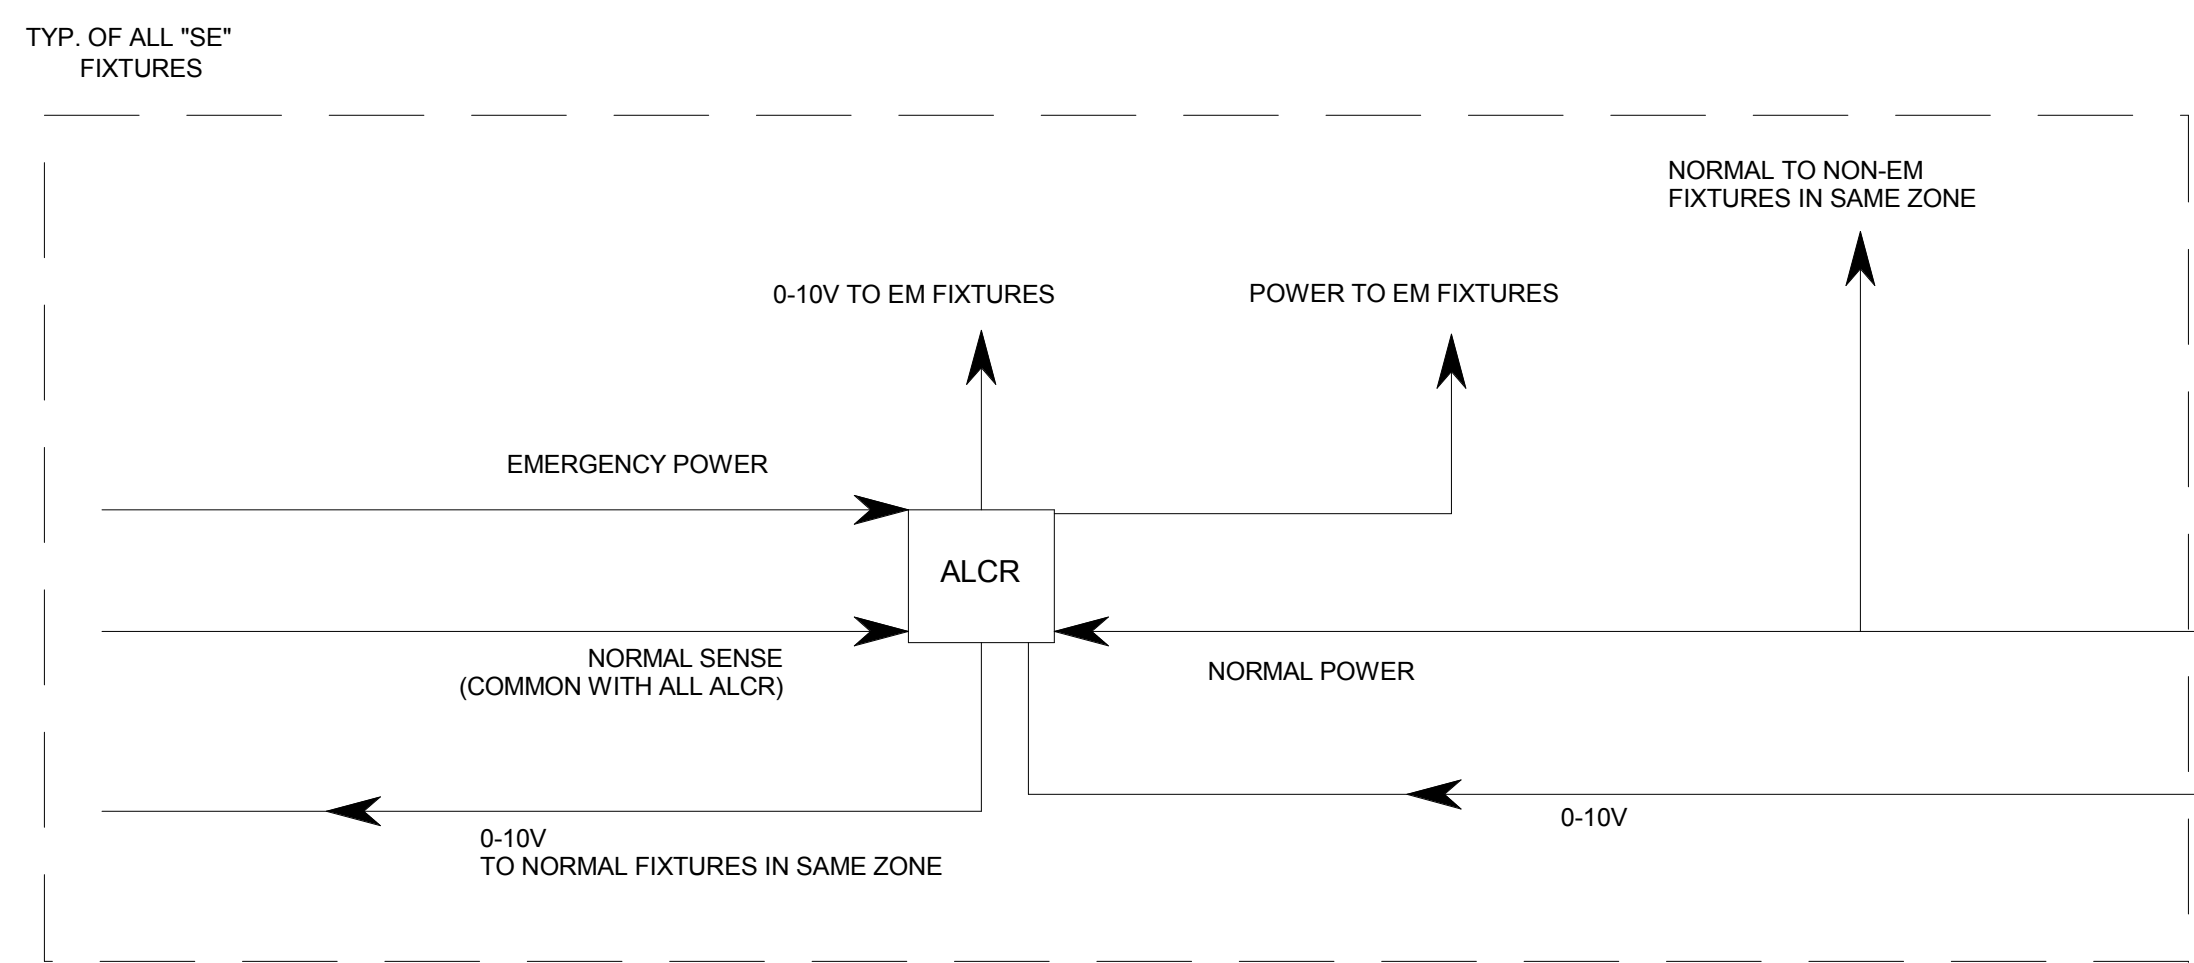 TYP. OF ALL "SE"
FIXTURES
NORMAL TO NON-EM
FIXTURES IN SAME ZONE
0-10V TO EM FIXTURES
POWER TO EM FIXTURES
EMERGENCY POWER
ALCR
NORMAL SENSE
(COMMON WITH ALL ALCR)
NORMAL POWER
0-10V
0-10V
TO NORMAL FIXTURES IN SAME ZONE